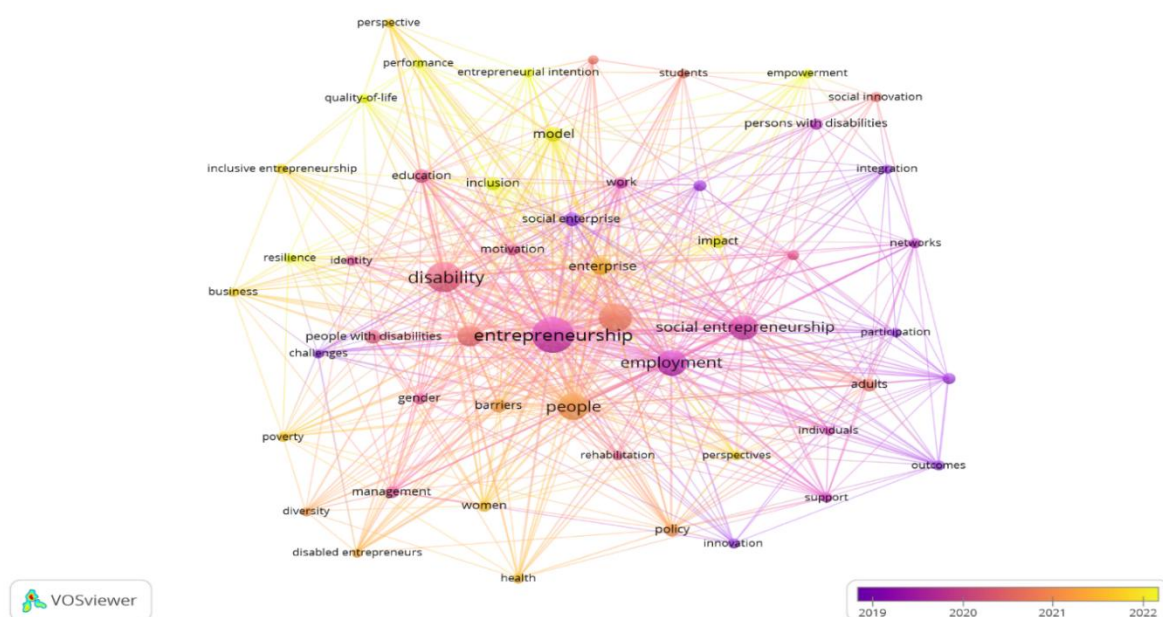 perspective
performance
entrepreneurial intention
students
empowerment
quality-of-life
social innovation
model
persons with disabilities
inclusive entrepreneurship
education
inclusion
work
integration
social enterprise
motivation
impact
networks
resilience
identity
enterprise
disability
business
entrepreneurship
social entrepreneurship
people with disabilities
participation
challenges
employment
adults
gender
barriers
people
individuals
poverty
rehabilitation
perspectives
outcomes
management
support
diversity
women
policy
innovation
disabled entrepreneurs
health
VOSviewer
2019 2020 2021 2022